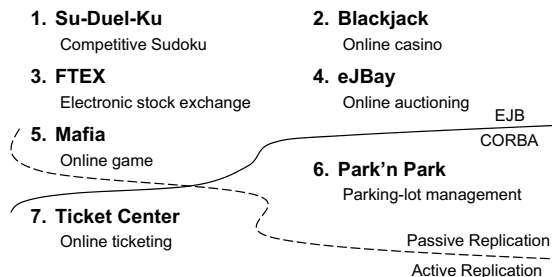 1. Su-Duel-Ku
Competitive Sudoku
2. Blackjack
Online casino
3. FTEX
Electronic stock exchange
4. eJBay
Online auctioning
EJB
CORBA
5. Mafia
Online game
6. Park'n Park
Parking-lot management
7. Ticket Center
Online ticketing
Passive Replication
Active Replication